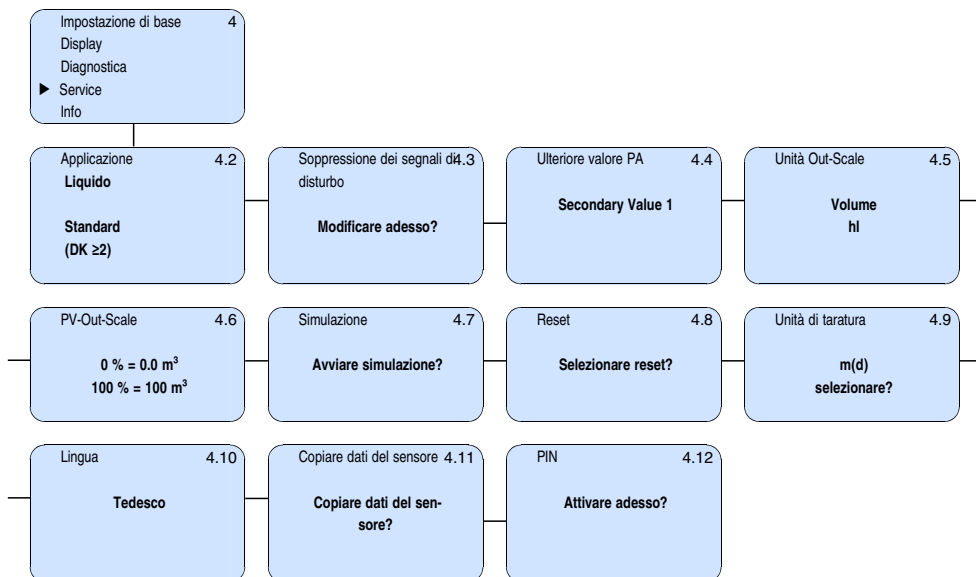 Impostazione di base 4
Display
Diagnostica
▶ Service
Info
Applicazione 4.2
Liquido
Standard
(DK ≥2)
Soppressione dei segnali di 4.3
disturbo
Modificare adesso?
Ulteriore valore PA 4.4
Secondary Value 1
Unità Out-Scale 4.5
Volume
hl
PV-Out-Scale 4.6
0 % = 0.0 m³
100 % = 100 m³
Simulazione 4.7
Avviare simulazione?
Reset 4.8
Selezionare reset?
Unità di taratura 4.9
m(d)
selezionare?
Lingua 4.10
Tedesco
Copiare dati del sensore 4.11
Copiare dati del sen-
sore?
PIN 4.12
Attivare adesso?